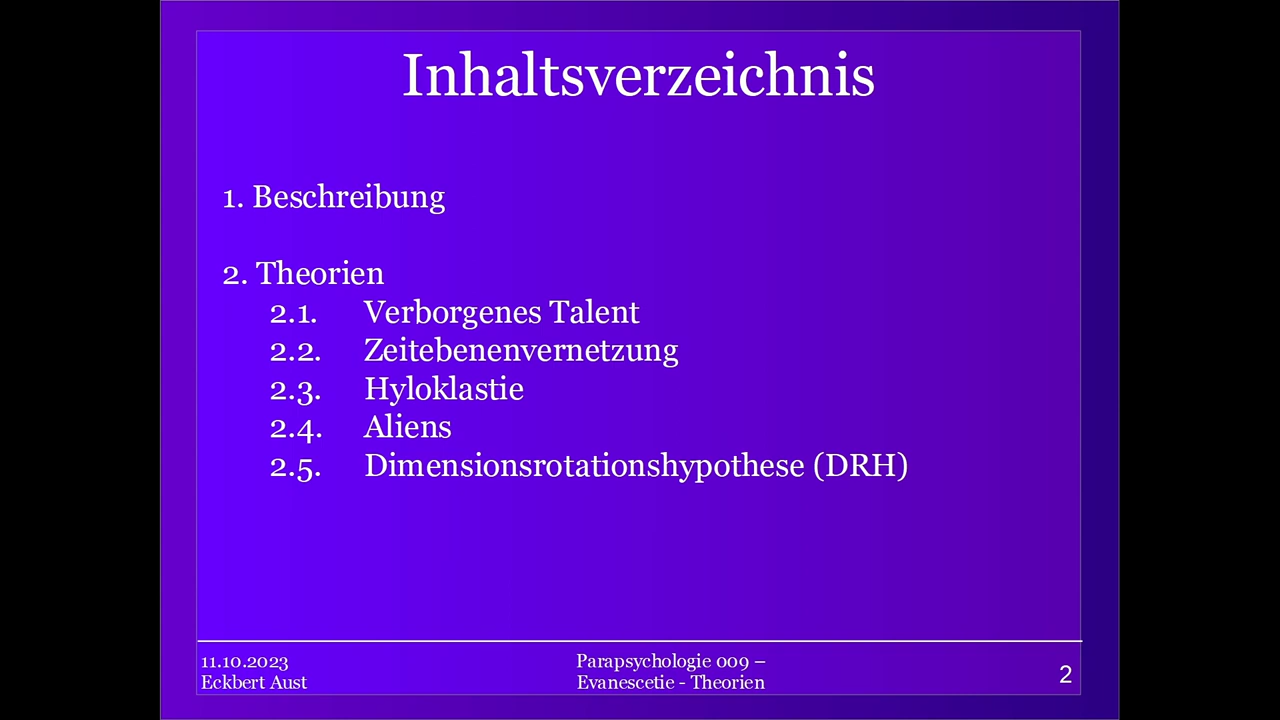 Inhaltsverzeichnis
1. Beschreibung
2. Theorien
2.1. Verborgenes Talent
2.2. Zeitebenenvernetzung
2.3. Hyloklastie
2.4. Aliens
2.5. Dimensionsrotationshypothese (DRH)
11.10.2023
Eckbert Aust
Parapsychologie 009 –
Evanescetie - Theorien
2